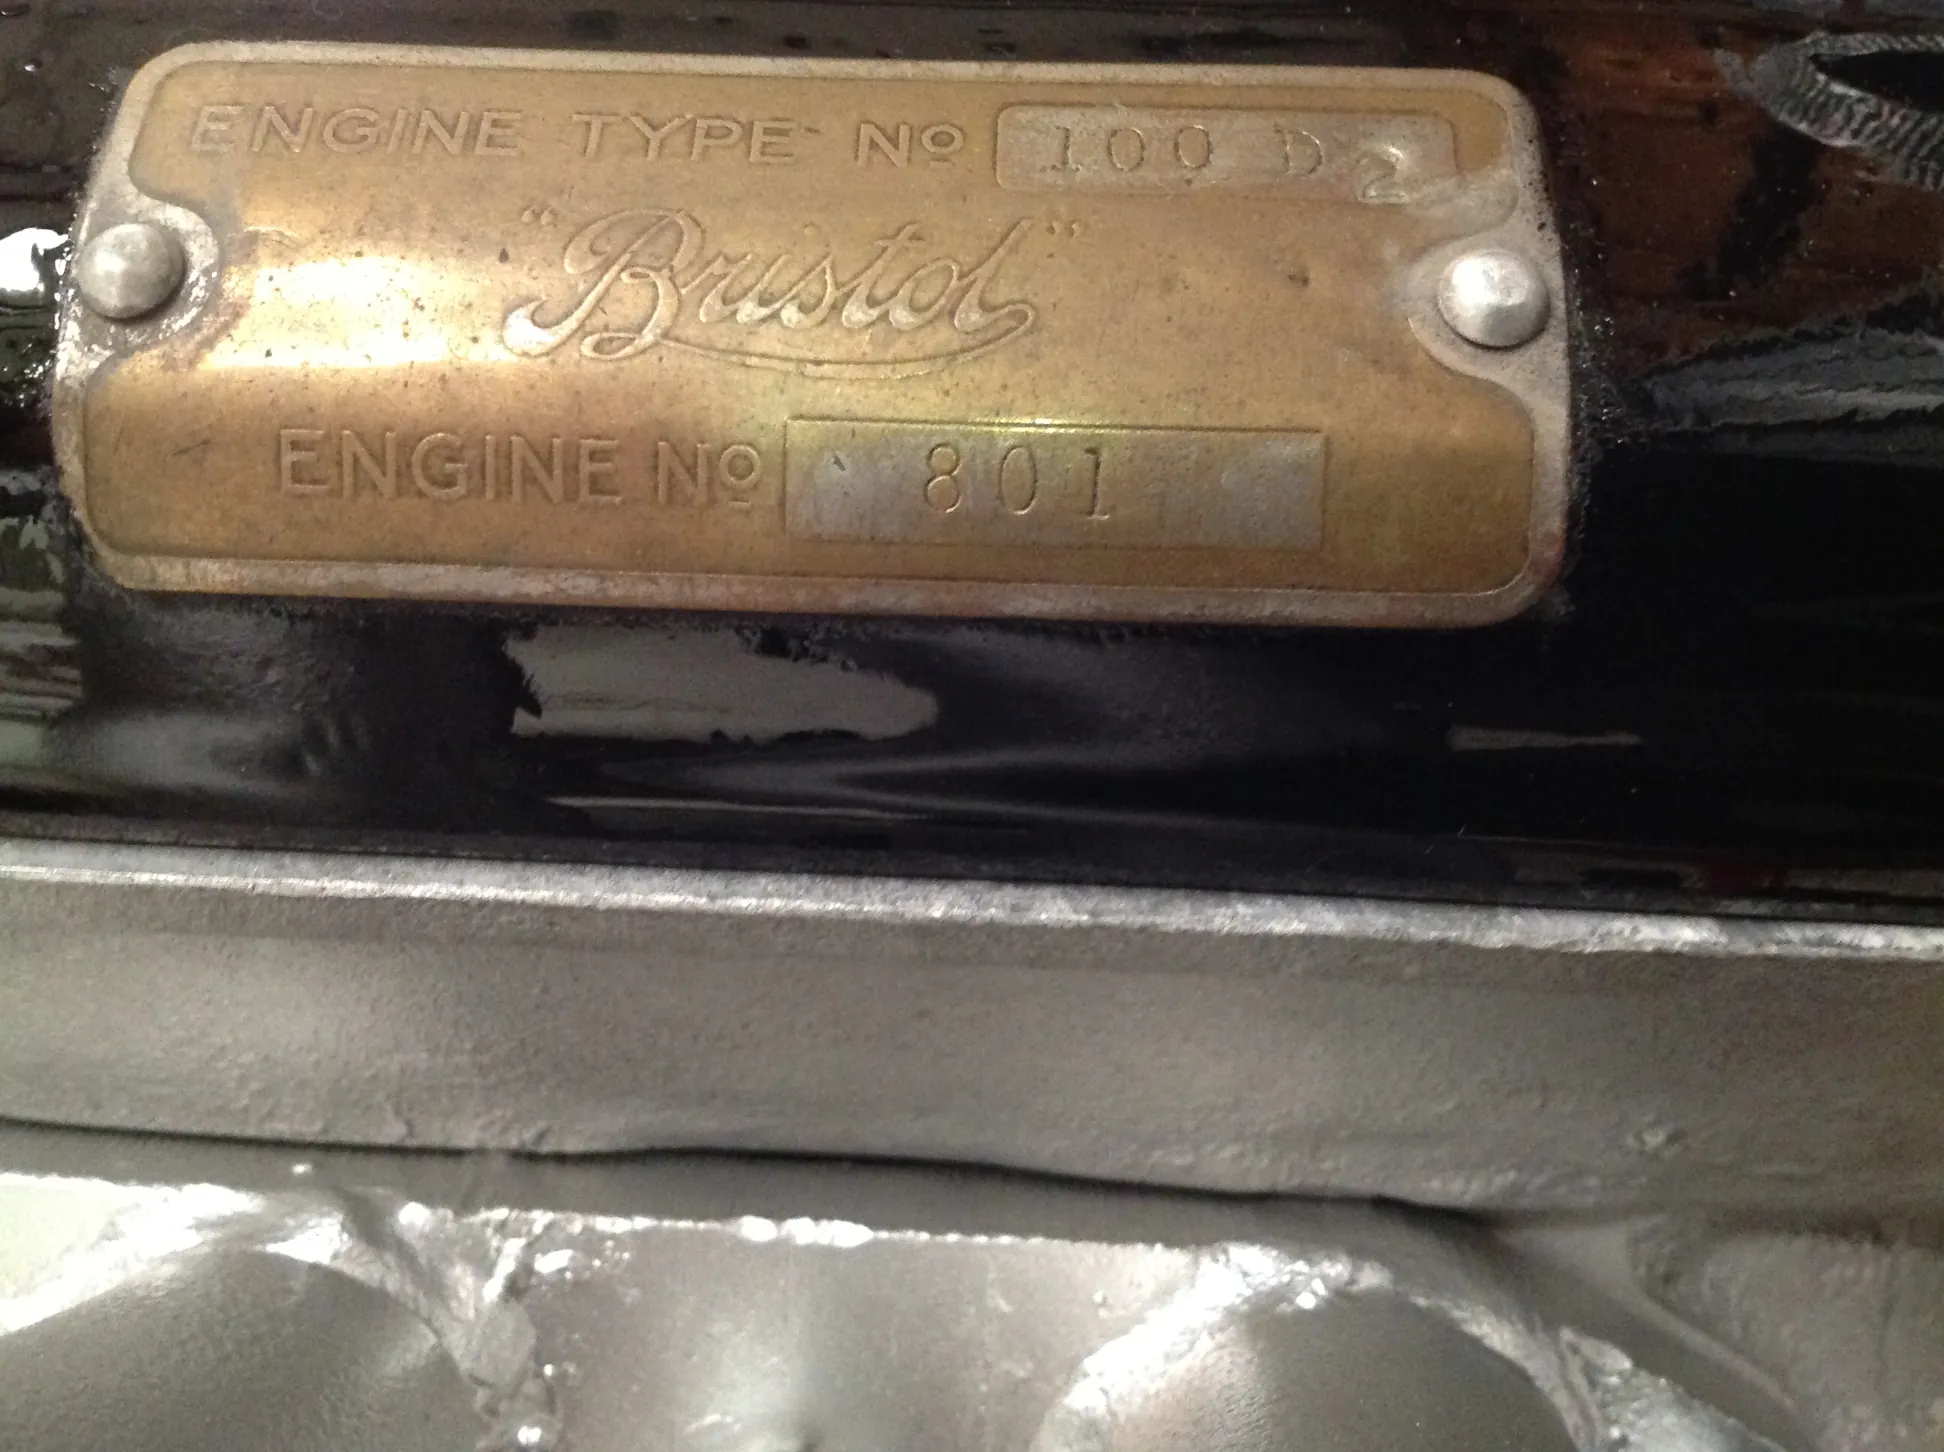 ENGINE TYPE No 100 D2
"Bristol"
ENGINE No 801